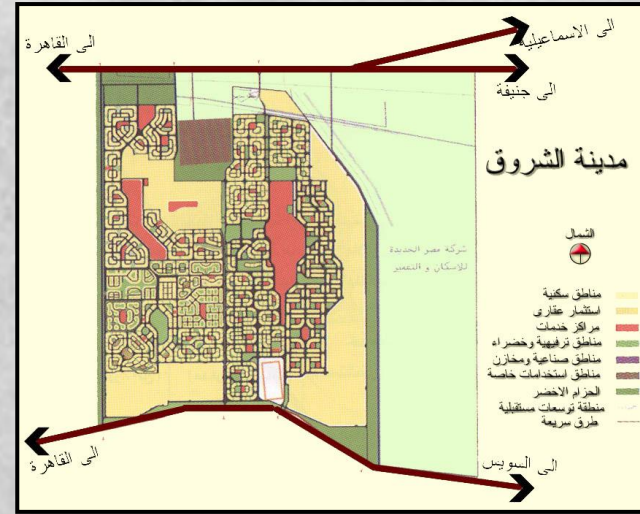 الى الاسماعيلية
الى القاهرة
الى جنيفة
مدينة الشروق
الشمال
شركة مصر الجديدة
للاسكان و التعمير
مناطق سكنية
استثمار عقارى
مراكز خدمات
مناطق ترفيهية وخضراء
مناطق صناعية ومخازن
مناطق استخدامات خاصة
الحزام الاخضر
منطقة توسعات مستقبلية
طرق سريعة
الى القاهرة
الى السويس